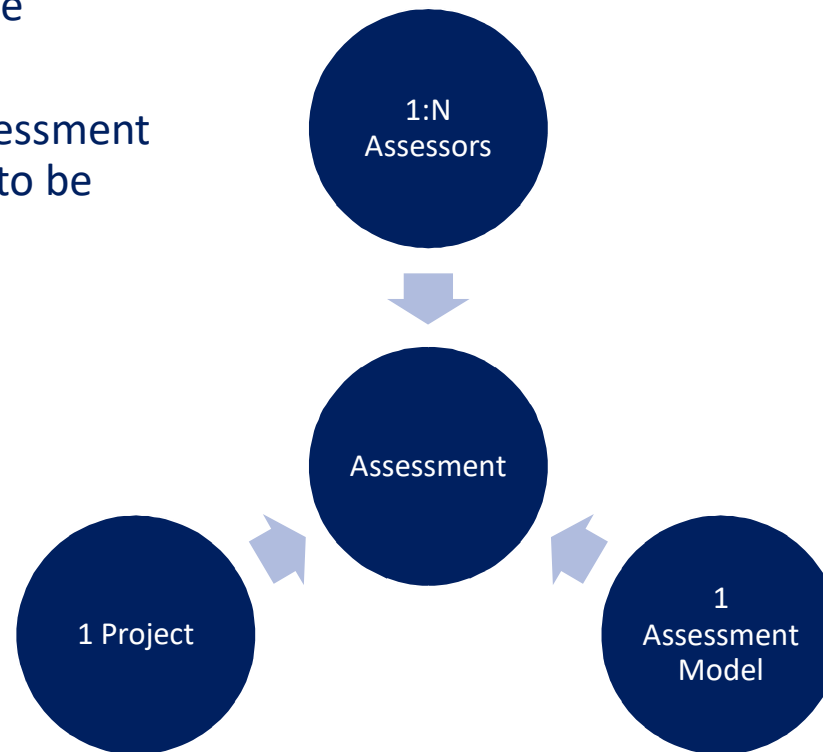 essment
to be
1:N
Assessors
Assessment
1 Project
1
Assessment
Model